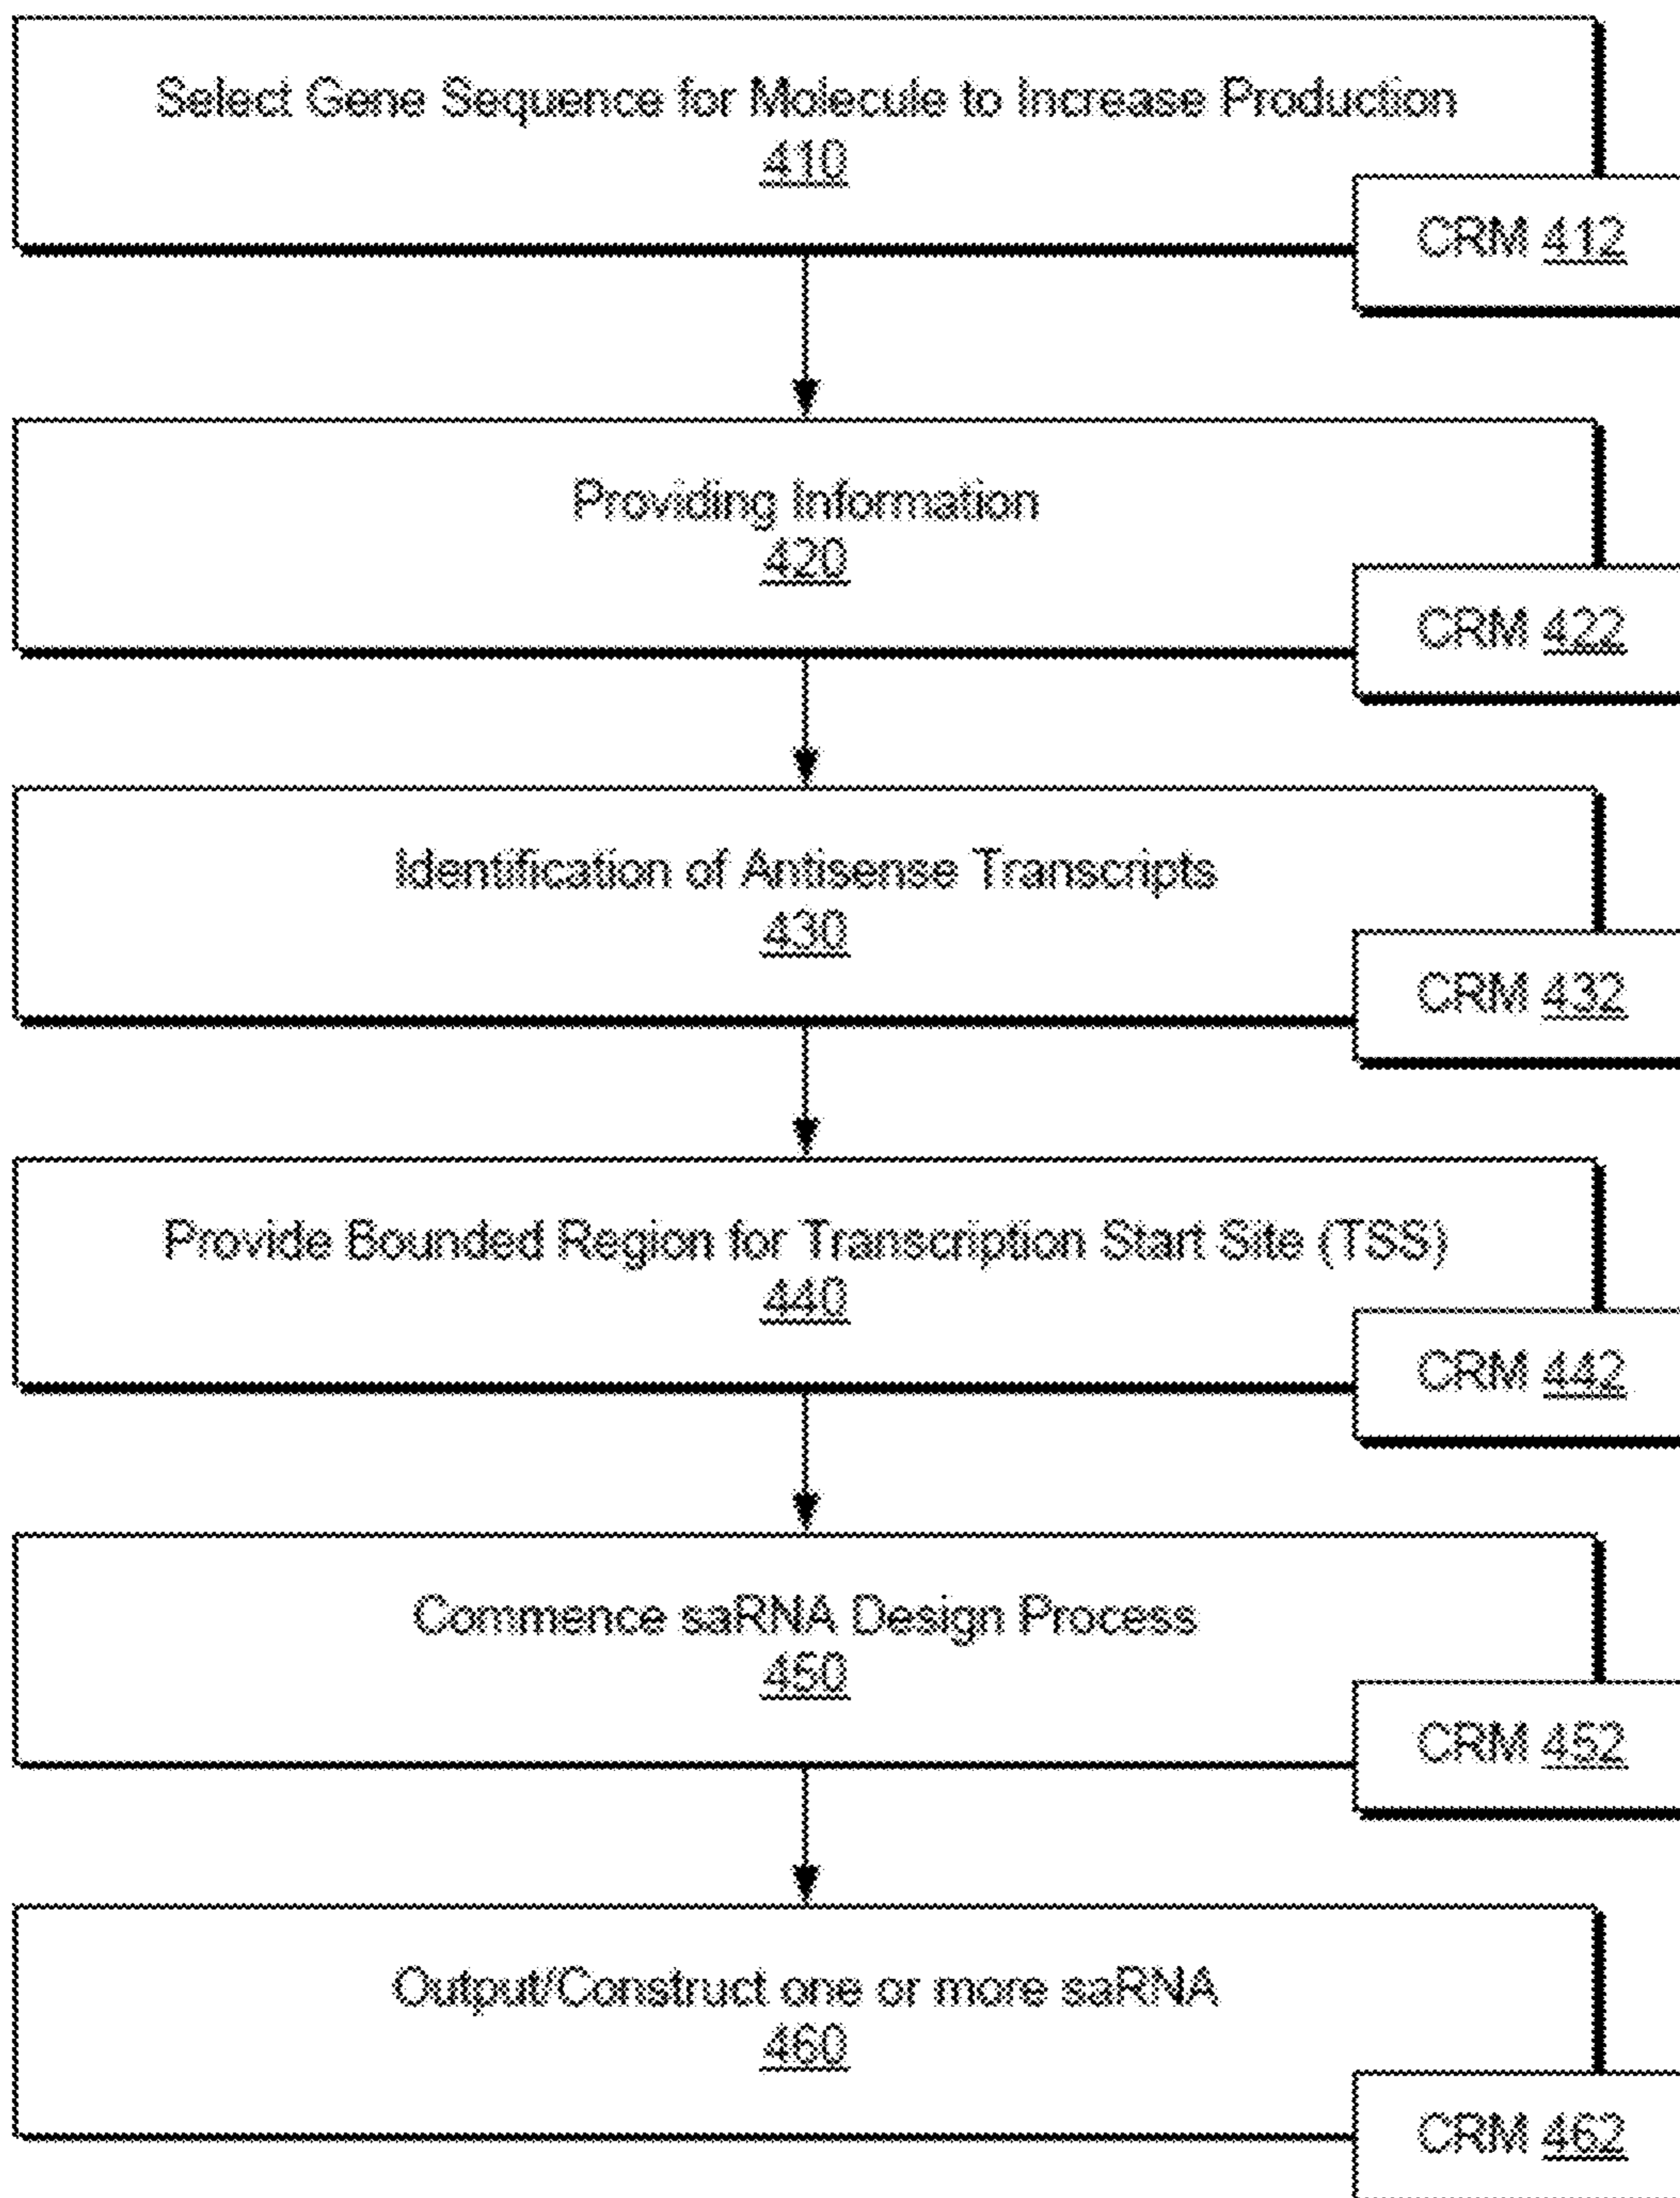 Select Gene Sequence for Molecule to Increase Production
410
CRM 412
Providing Information
420
CRM 422
Identification of Antisense Transcripts
430
CRM 432
Provide Bounded Region for Transcription Start Site (TSS)
440
CRM 442
Commence saRNA Design Process
450
CRM 452
Output/Construct one or more saRNA
460
CRM 462